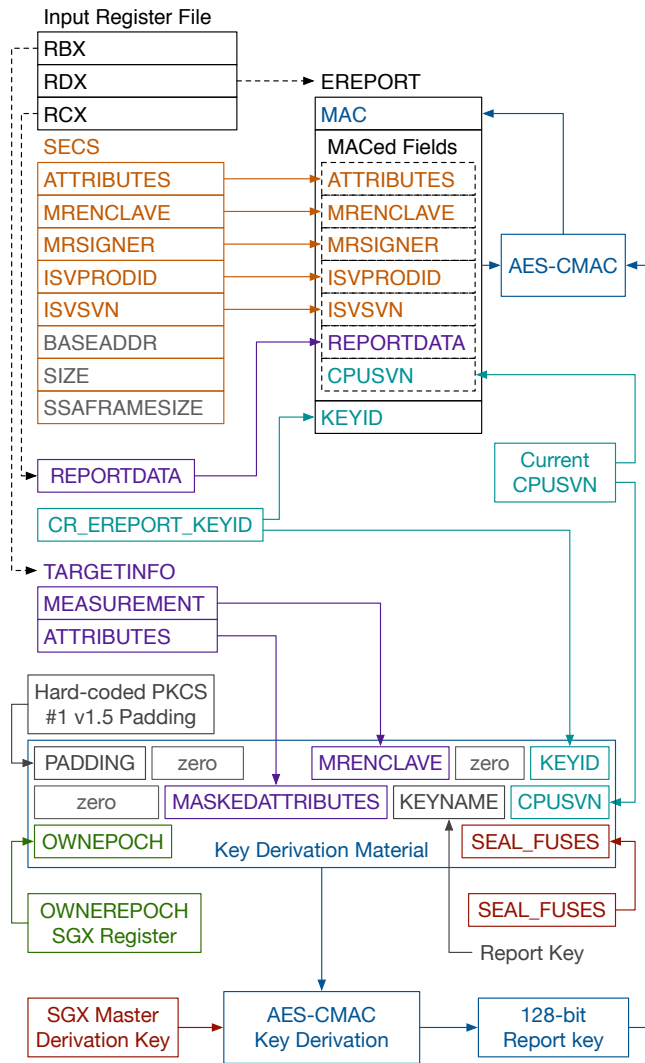 Input Register File
RBX
RDX
RCX
EREPORT
MAC
SECS
ATTRIBUTES
MRENCLAVE
MRSIGNER
ISVPRODID
ISVSVN
BASEADDR
SIZE
SSAFRAMESIZE
MACed Fields
ATTRIBUTES
MRENCLAVE
MRSIGNER
ISVPRODID
ISVSVN
REPORTDATA
CPUSVN
KEYID
AES-CMAC
REPORTDATA
Current
CPUSVN
CR_EREPORT_KEYID
TARGETINFO
MEASUREMENT
ATTRIBUTES
Hard-coded PKCS
#1 v1.5 Padding
PADDING
zero
MRENCLAVE
zero
KEYID
zero
MASKEDATTRIBUTES
KEYNAME
CPUSVN
OWNEPOCH
Key Derivation Material
SEAL_FUSES
OWNEREPOCH
SGX Register
SEAL_FUSES
Report Key
SGX Master
Derivation Key
AES-CMAC
Key Derivation
128-bit
Report key